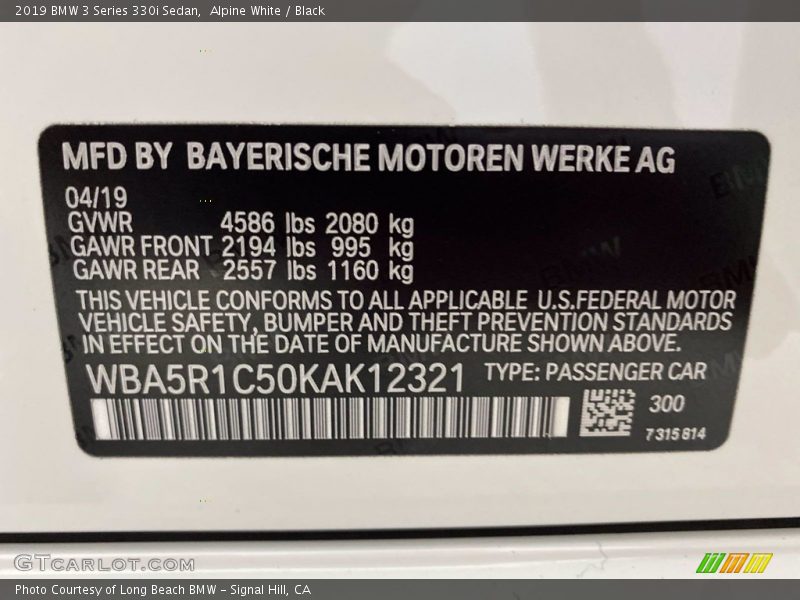 2019 BMW 3 Series 330i Sedan,  Alpine White / Black
MFD BY BAYERISCHE MOTOREN WERKE AG
04/19
GVWR 4586 lbs 2080 kg
GAWR FRONT 2194 lbs 995 kg
GAWR REAR 2557 lbs 1160 kg
THIS VEHICLE CONFORMS TO ALL APPLICABLE U.S.FEDERAL MOTOR
VEHICLE SAFETY, BUMPER AND THEFT PREVENTION STANDARDS
IN EFFECT ON THE DATE OF MANUFACTURE SHOWN ABOVE.
WBA5R1C50KAK12321 TYPE: PASSENGER CAR
300
7315814
GTCARLOT.COM
Photo Courtesy of Long Beach BMW - Signal Hill, CA